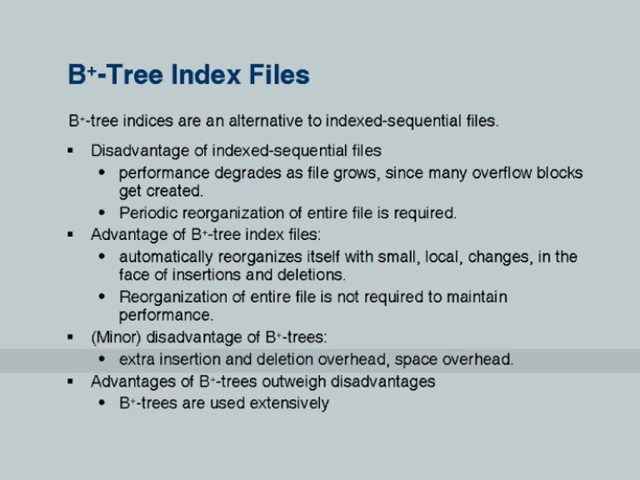 B+-Tree Index Files
B+-tree indices are an alternative to indexed-sequential files.
▪ Disadvantage of indexed-sequential files
• performance degrades as file grows, since many overflow blocks
get created.
• Periodic reorganization of entire file is required.
▪ Advantage of B+-tree index files:
• automatically reorganizes itself with small, local, changes, in the
face of insertions and deletions.
• Reorganization of entire file is not required to maintain
performance.
▪ (Minor) disadvantage of B+-trees:
• extra insertion and deletion overhead, space overhead.
▪ Advantages of B+-trees outweigh disadvantages
• B+-trees are used extensively